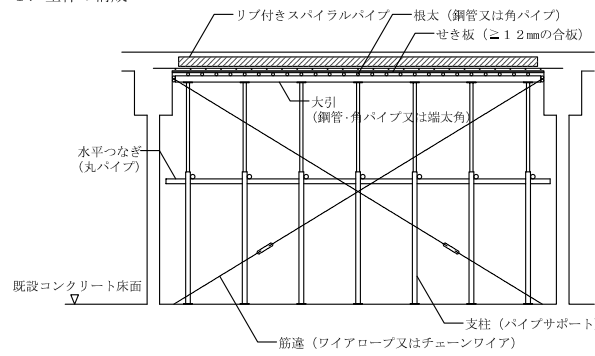 リブ付きスパイラルパイプ
根太（鋼管又は角パイプ）
せき板（≧１２㎜の合板）
大引
（鋼管･角パイプ又は端太角）
水平つなぎ
（丸パイプ）
既設コンクリート床面
支柱（パイプサポート
筋違（ワイアロープ又はチェーンワイア）